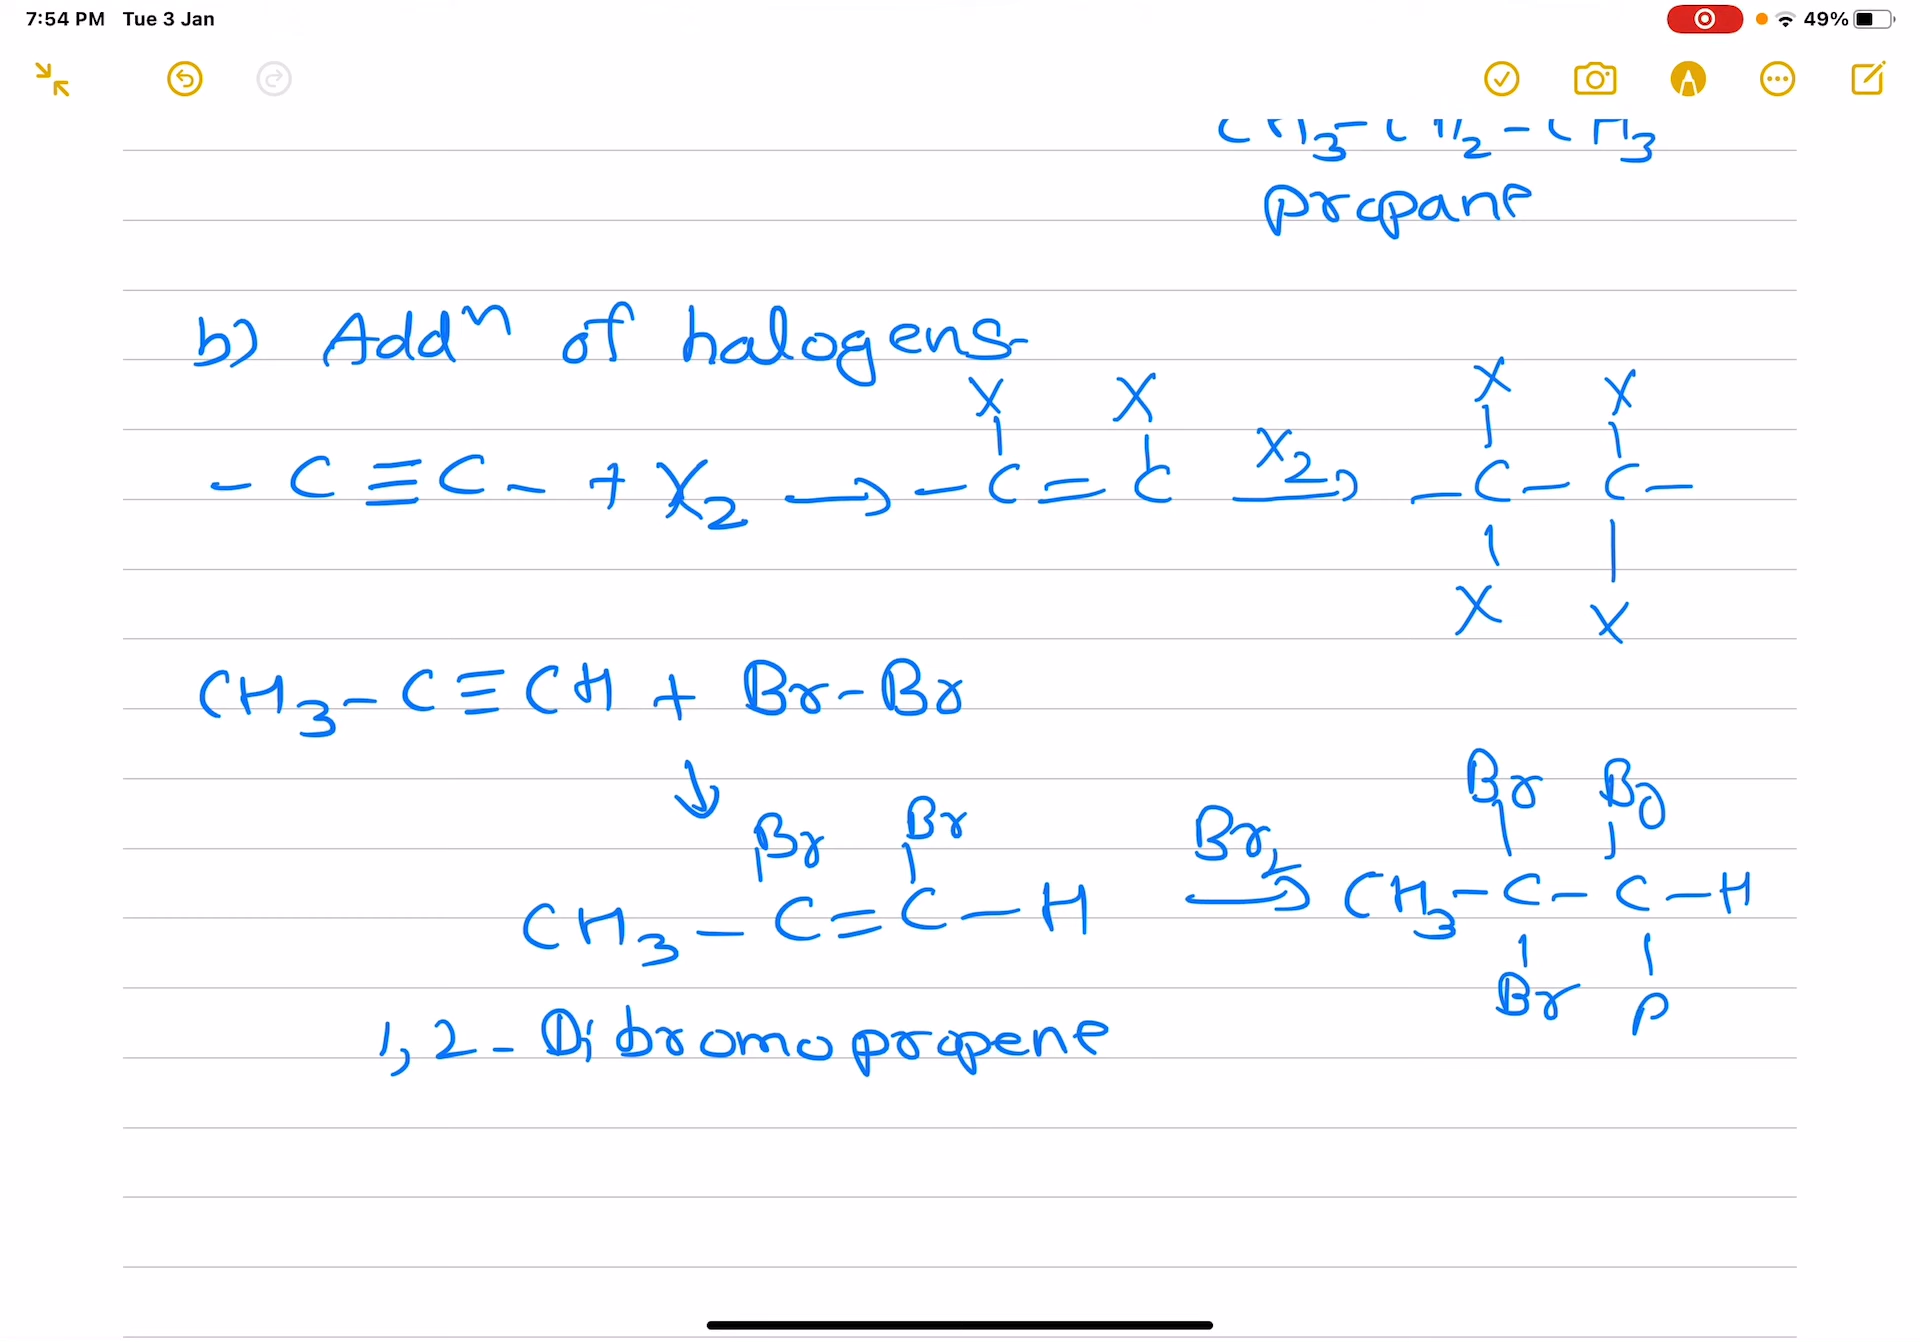 7:54 PM Tue 3 Jan 49%
CH3-CH2-CH3
propane
b) Addn of halogens
X X X X
-C≡C- + X2 → -C=C X2→ -C-C-
X X
CH3-C≡CH + Br-Br
↓
Br Br Br2 Br B
CH3-C=C-H → CH3-C-C-H
Br
1,2-Dibromopropene